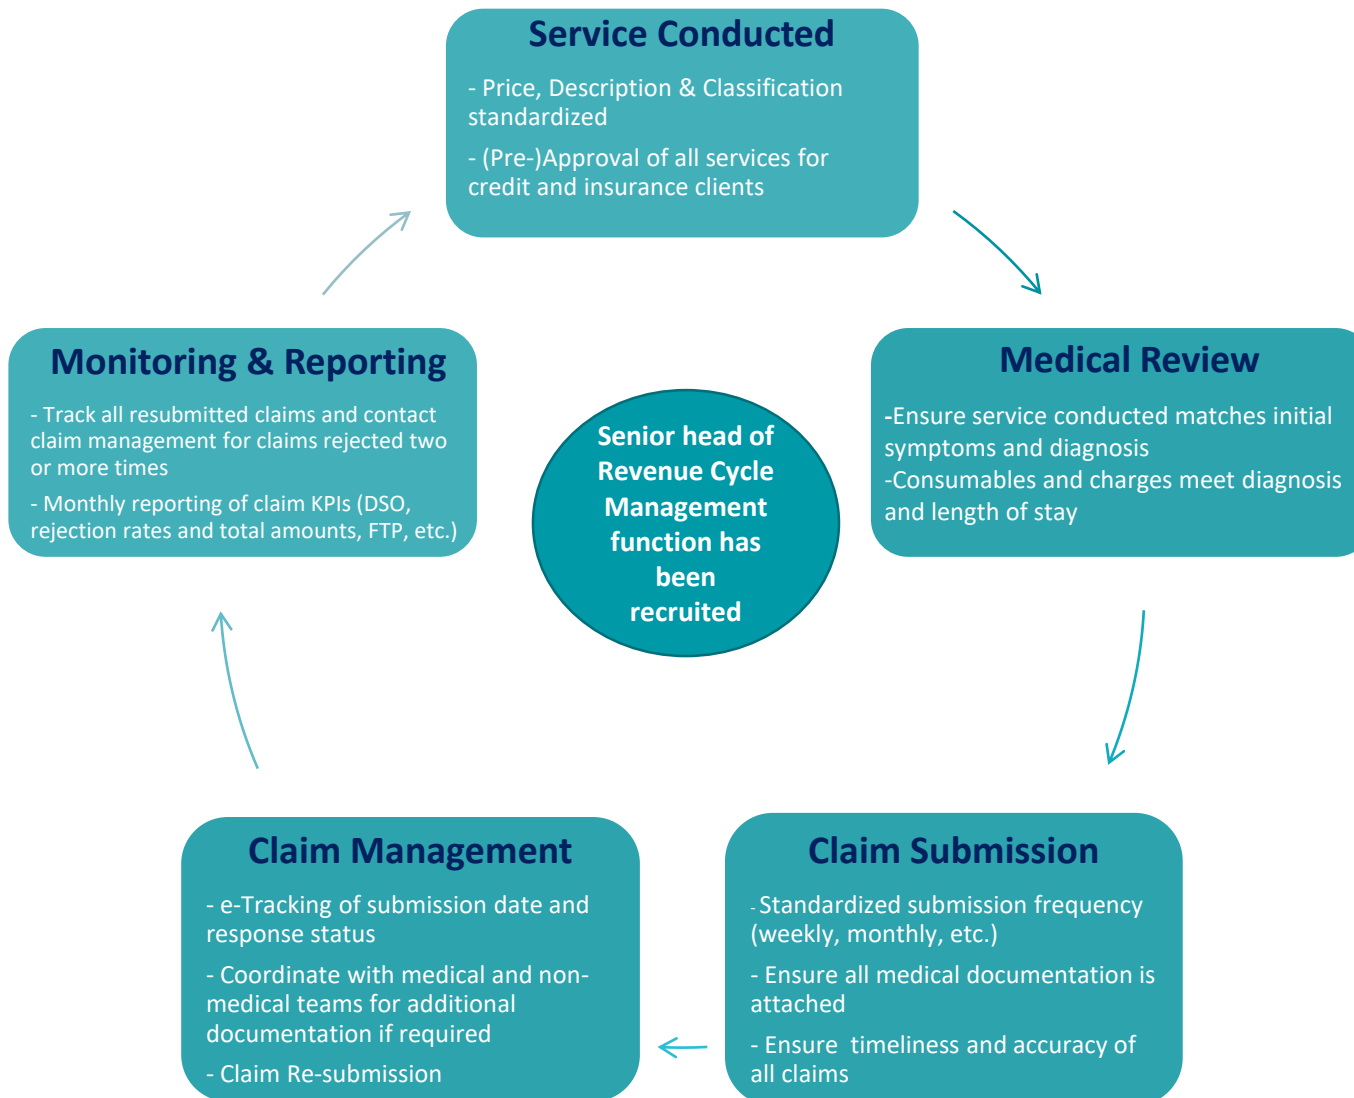 Service Conducted
- Price, Description & Classification
standardized
- (Pre-)Approval of all services for
credit and insurance clients
Medical Review
-Ensure service conducted matches initial
symptoms and diagnosis
-Consumables and charges meet diagnosis
and length of stay
Claim Submission
- Standardized submission frequency
(weekly, monthly, etc.)
- Ensure all medical documentation is
attached
- Ensure  timeliness and accuracy of
all claims
Claim Management
- e-Tracking of submission date and
response status
- Coordinate with medical and non-
medical teams for additional
documentation if required
- Claim Re-submission
Monitoring & Reporting
- Track all resubmitted claims and contact
claim management for claims rejected two
or more times
- Monthly reporting of claim KPIs (DSO,
rejection rates and total amounts, FTP, etc.)
Senior head of
Revenue Cycle
Management
function has
been
recruited